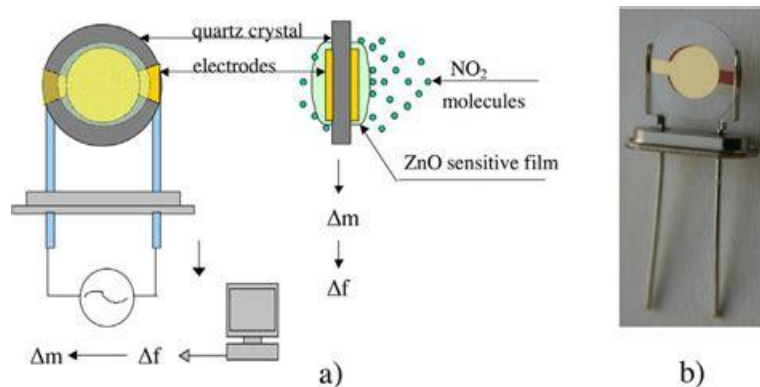 quartz crystal
electrodes
NO₂
molecules
ZnO sensitive film
Δm
Δf
Δm
Δf
a)
b)